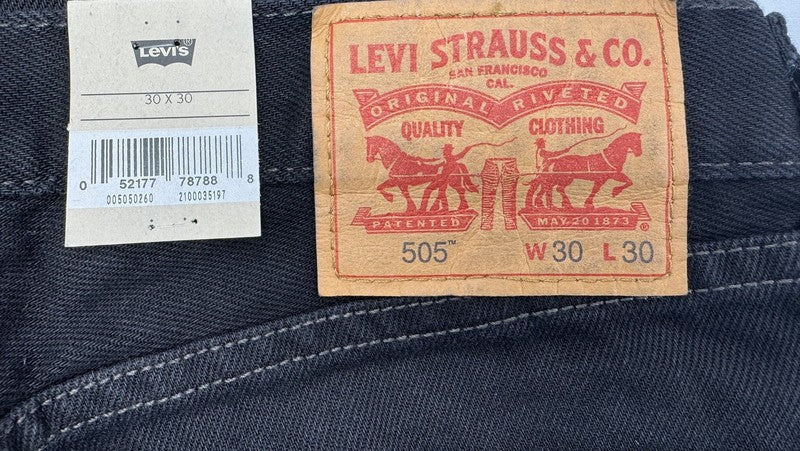 Levi's®
30 X 30
0 52177 78788 8
005050260 2100035197
LEVI STRAUSS & CO.
SAN FRANCISCO
CAL.
ORIGINAL RIVETED
QUALITY CLOTHING
PATENTED MAY 20 1873 ®
505™ W 30 L 30